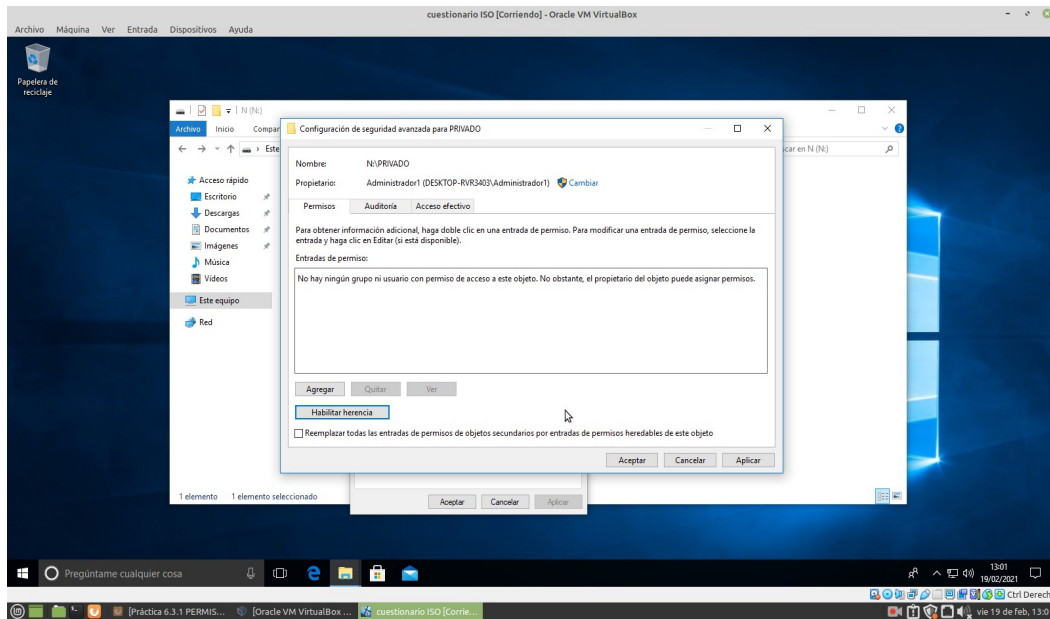 cuestionario ISO [Corriendo] - Oracle VM VirtualBox
Archivo Máquina Ver Entrada Dispositivos Ayuda
Papelera de
reciclaje
N (N:)
Archivo Inicio Compar
Este
car en N (N:)
Acceso rápido
Escritorio
Descargas
Documentos
Imágenes
Música
Vídeos
Este equipo
Red
1 elemento 1 elemento seleccionado
Configuración de seguridad avanzada para PRIVADO
Nombre: N:\PRIVADO
Propietario: Administrador1 (DESKTOP-RVR3403\Administrador1) Cambiar
Permisos Auditoría Acceso efectivo
Para obtener información adicional, haga doble clic en una entrada de permiso. Para modificar una entrada de permiso, seleccione la
entrada y haga clic en Editar (si está disponible).
Entradas de permiso:
No hay ningún grupo ni usuario con permiso de acceso a este objeto. No obstante, el propietario del objeto puede asignar permisos.
Agregar Quitar Ver
Habilitar herencia
Reemplazar todas las entradas de permisos de objetos secundarios por entradas de permisos heredables de este objeto
Aceptar Cancelar Aplicar
Aceptar Cancelar Aplicar
Pregúntame cualquier cosa
13:01
19/02/2021
Ctrl Derech
[Práctica 6.3.1 PERMIS... [Oracle VM VirtualBox ... cuestionario ISO [Corrie...
vie 19 de feb, 13:0